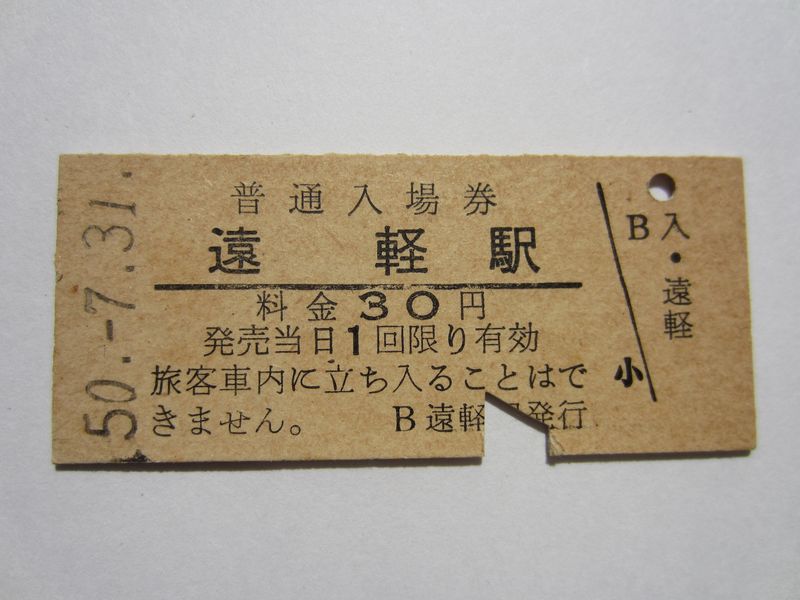 50.-7.31.
普通入場券
遠軽駅
料金30円
発売当日1回限り有効
旅客車内に立ち入ることはで
きません。 B遠軽 発行
B 入・遠軽
小